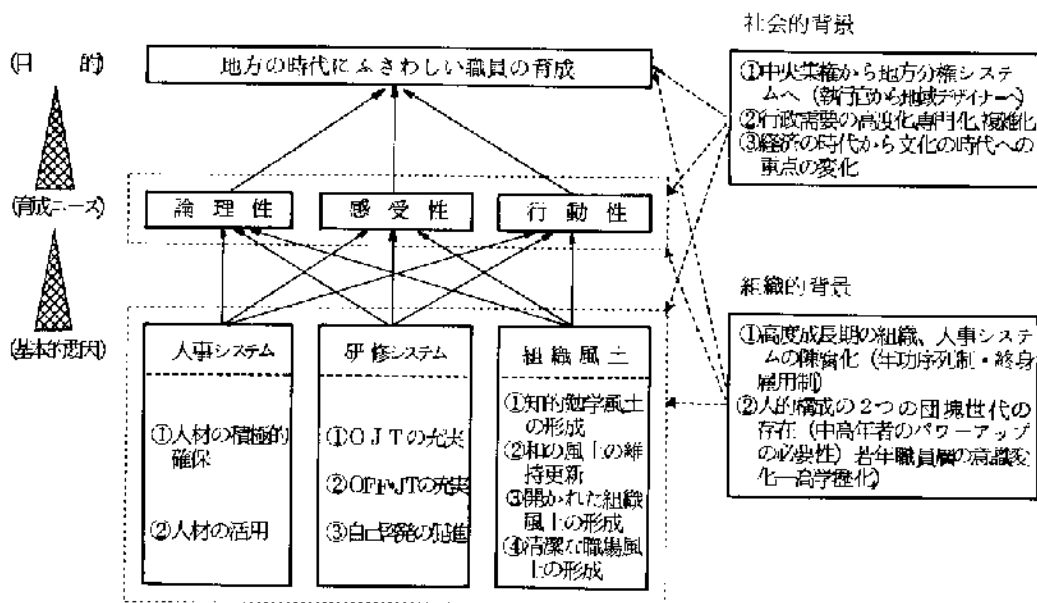 (目　的)
地方の時代にふさわしい職員の育成
(育成ニーズ)
論理性
感受性
行動性
(基本的要因)
人事システム
①人材の積極的
確保
②人材の活用
研修システム
①OJTの充実
②OFF・JTの充実
③自己啓発の促進
組織風土
①知的勉学風土
の形成
②和の風土の維
持更新
③開かれた組織
風土の形成
④清潔な職場風
土の形成
社会的背景
①中央集権から地方分権システ
ムへ（執行官から地域デザイナーへ）
②行政需要の高度化、専門化、複雑化
③経済の時代から文化の時代への
重点の変化
組織的背景
①高度成長期の組織、人事システ
ムの陳腐化（年功序列制・終身
雇用制）
②人的構成の２つの団塊世代の
存在（中高年者のパワーアップ
の必要性）若年職員層の意識変
化―高学歴化）